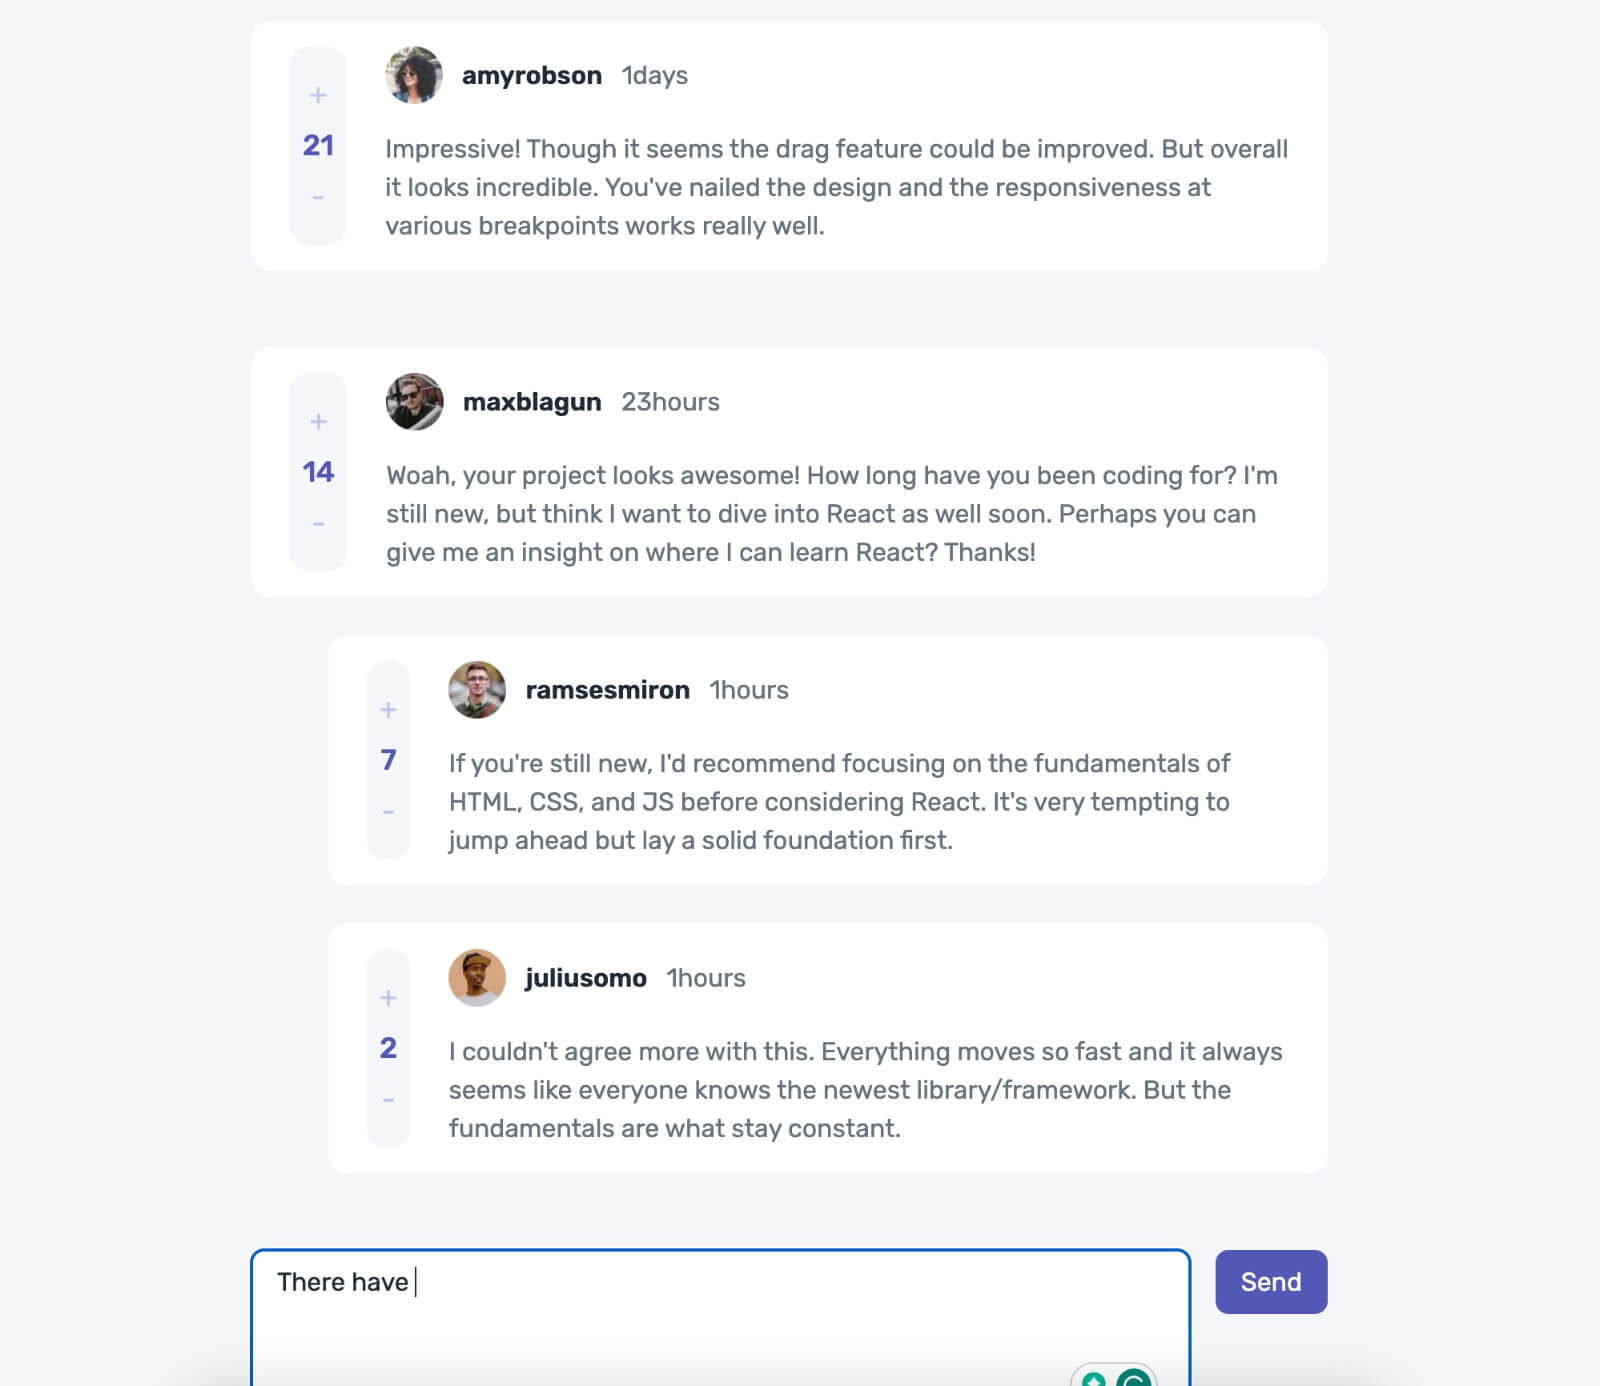 amyrobson 1days
+
21
-
Impressive! Though it seems the drag feature could be improved. But overall
it looks incredible. You've nailed the design and the responsiveness at
various breakpoints works really well.
maxblagun 23hours
+
14
-
Woah, your project looks awesome! How long have you been coding for? I'm
still new, but think I want to dive into React as well soon. Perhaps you can
give me an insight on where I can learn React? Thanks!
ramsesmiron 1hours
+
7
-
If you're still new, I'd recommend focusing on the fundamentals of
HTML, CSS, and JS before considering React. It's very tempting to
jump ahead but lay a solid foundation first.
juliusomo 1hours
+
2
-
I couldn't agree more with this. Everything moves so fast and it always
seems like everyone knows the newest library/framework. But the
fundamentals are what stay constant.
There have
Send